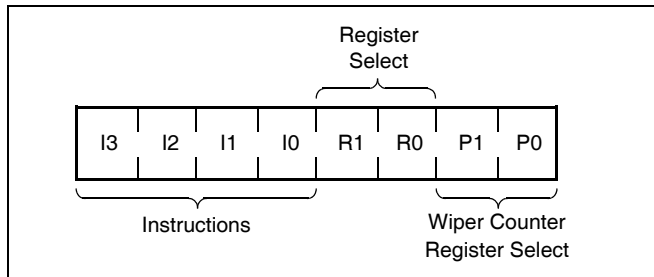 Register
Select
I3 I2 I1 I0 R1 R0 P1 P0
Instructions
Wiper Counter
Register Select